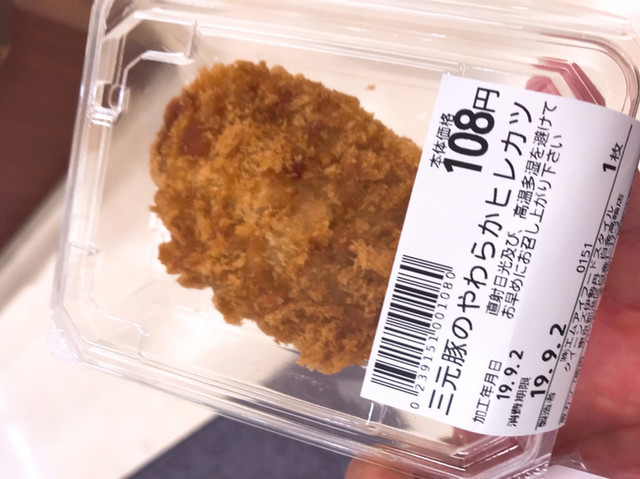 本体価格
108円
三元豚のやわらかヒレカツ
直射日光及び、高温多湿を避けて
お早めにお召し上がり下さい
0239151001080
加工年月日
19.9.2
消費期限
19.9.2
1枚
0151
製造者